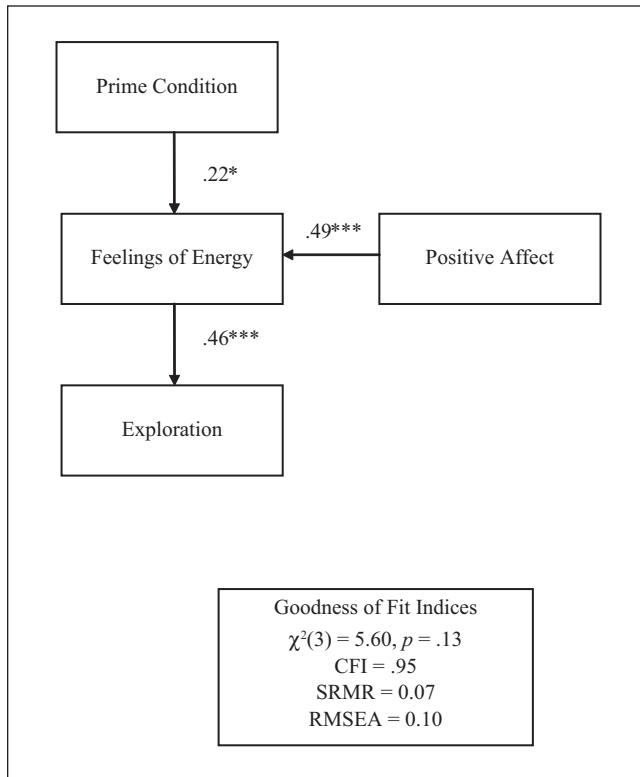 Prime Condition
.22*
Feelings of Energy
.49***
Positive Affect
.46***
Exploration
Goodness of Fit Indices
χ²(3) = 5.60, p = .13
CFI = .95
SRMR = 0.07
RMSEA = 0.10